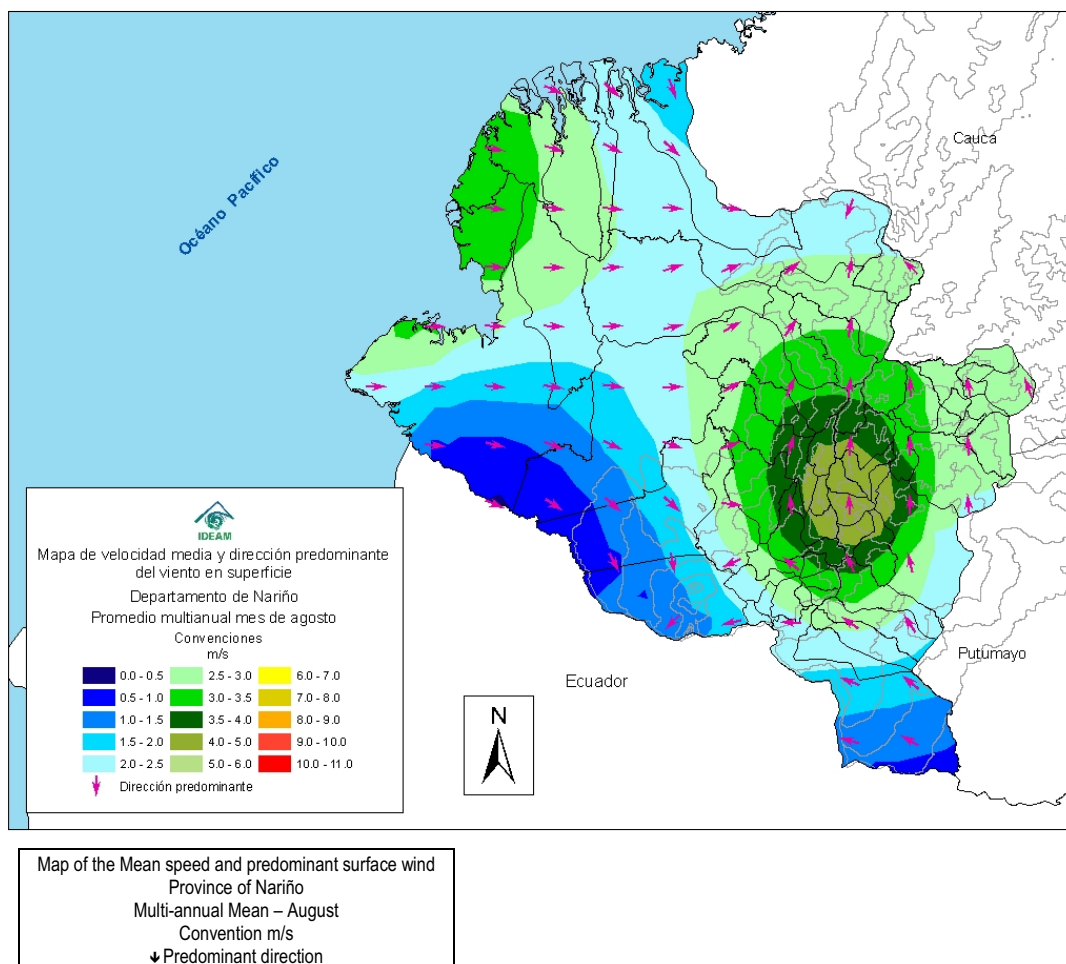 Cauca
Océano Pacífico
IDEAM
Mapa de velocidad media y dirección predominante
del viento en superficie
Departamento de Nariño
Promedio multianual mes de agosto
Convenciones
m/s
0.0 - 0.5 2.5 - 3.0 6.0 - 7.0
0.5 - 1.0 3.0 - 3.5 7.0 - 8.0
1.0 - 1.5 3.5 - 4.0 8.0 - 9.0
1.5 - 2.0 4.0 - 5.0 9.0 - 10.0
2.0 - 2.5 5.0 - 6.0 10.0 - 11.0
Dirección predominante
Ecuador
N
Putumayo
Map of the Mean speed and predominant surface wind
Province of Nariño
Multi-annual Mean – August
Convention m/s
↓ Predominant direction